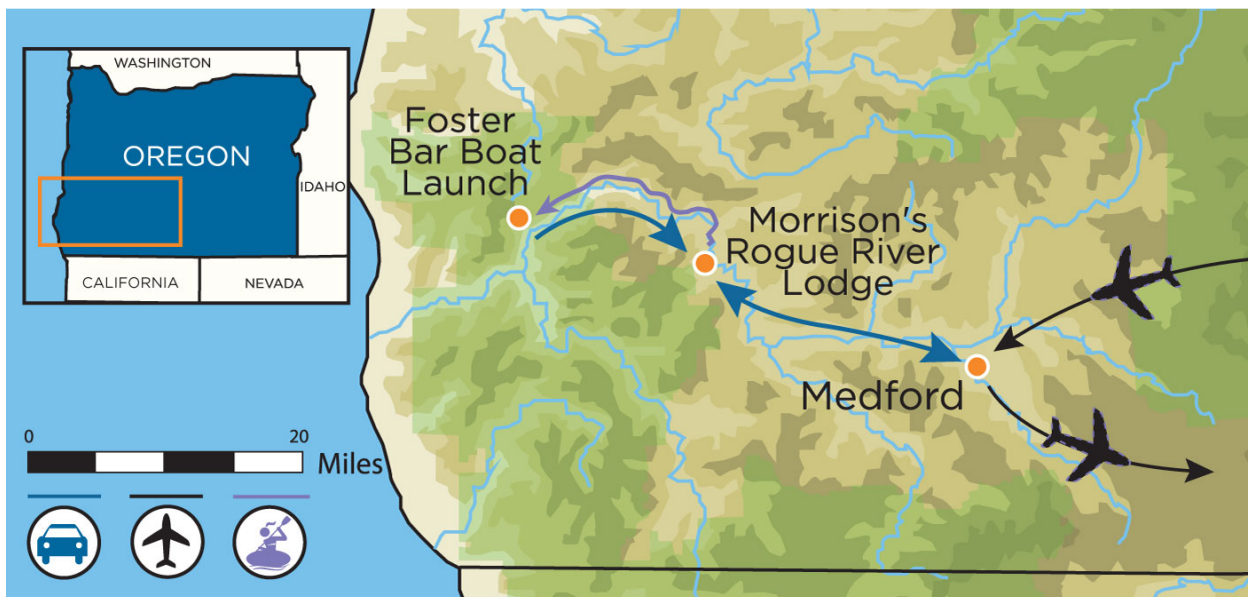 WASHINGTON
OREGON
IDAHO
CALIFORNIA
NEVADA
Foster
Bar Boat
Launch
Morrison's
Rogue River
Lodge
Medford
0
20
Miles